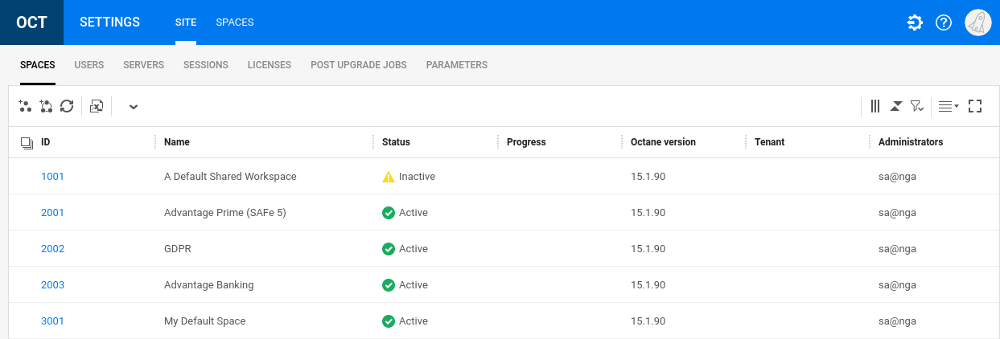 OCT SETTINGS SITE SPACES
SPACES USERS SERVERS SESSIONS LICENSES POST UPGRADE JOBS PARAMETERS
ID Name Status Progress Octane version Tenant Administrators
1001 A Default Shared Workspace Inactive 15.1.90 sa@nga
2001 Advantage Prime (SAFe 5) Active 15.1.90 sa@nga
2002 GDPR Active 15.1.90 sa@nga
2003 Advantage Banking Active 15.1.90 sa@nga
3001 My Default Space Active 15.1.90 sa@nga